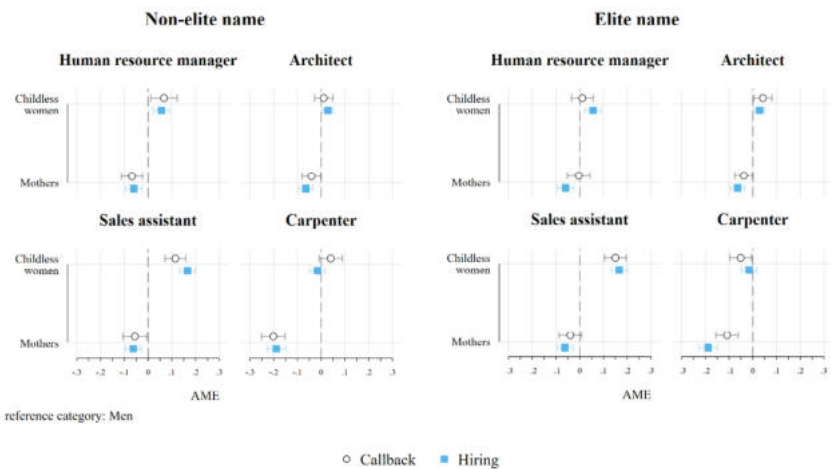 Non-elite name
Elite name
Human resource manager
Architect
Human resource manager
Architect
Childless
women
Mothers
Childless
women
Mothers
Sales assistant
Carpenter
Sales assistant
Carpenter
Childless
women
Mothers
Childless
women
Mothers
.3 .2 .1 0 .1 .2 .3
.3 .2 .1 0 .1 .2 .3
.3 .2 .1 0 .1 .2 .3
.3 .2 .1 0 .1 .2 .3
AME
AME
reference category: Men
Callback
Hiring